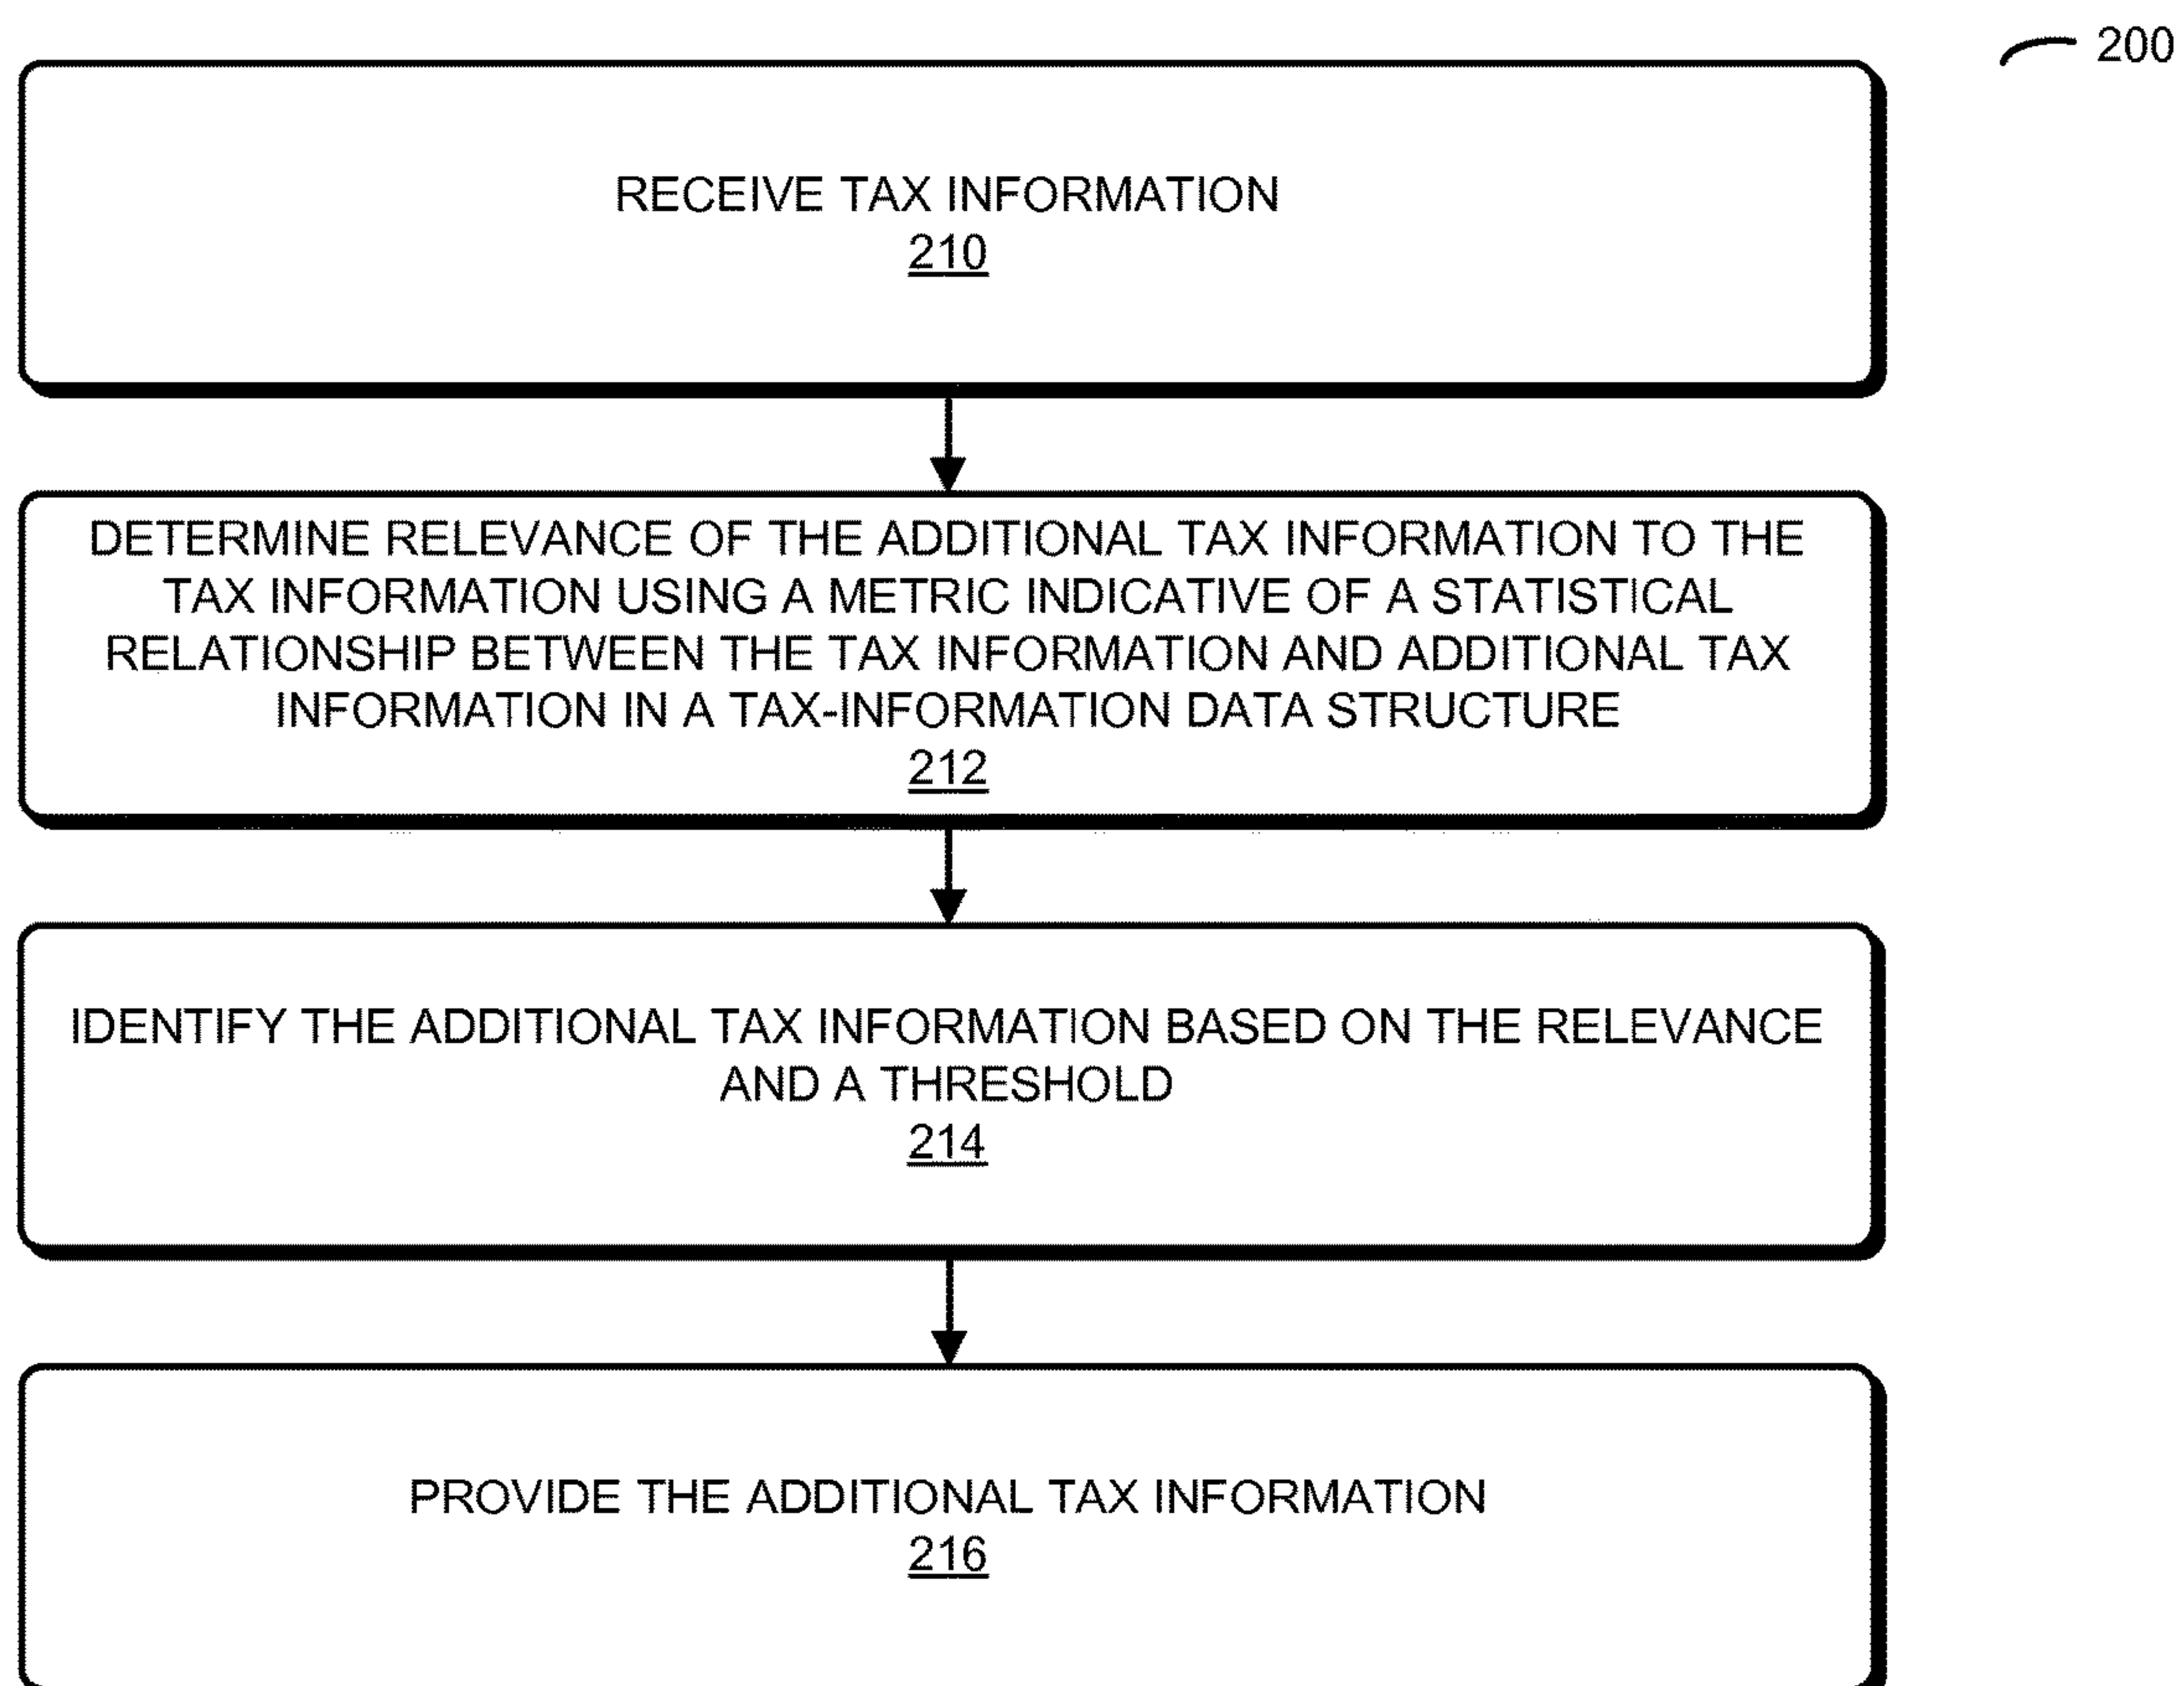 200
RECEIVE TAX INFORMATION
210
DETERMINE RELEVANCE OF THE ADDITIONAL TAX INFORMATION TO THE
TAX INFORMATION USING A METRIC INDICATIVE OF A STATISTICAL
RELATIONSHIP BETWEEN THE TAX INFORMATION AND ADDITIONAL TAX
INFORMATION IN A TAX-INFORMATION DATA STRUCTURE
212
IDENTIFY THE ADDITIONAL TAX INFORMATION BASED ON THE RELEVANCE
AND A THRESHOLD
214
PROVIDE THE ADDITIONAL TAX INFORMATION
216